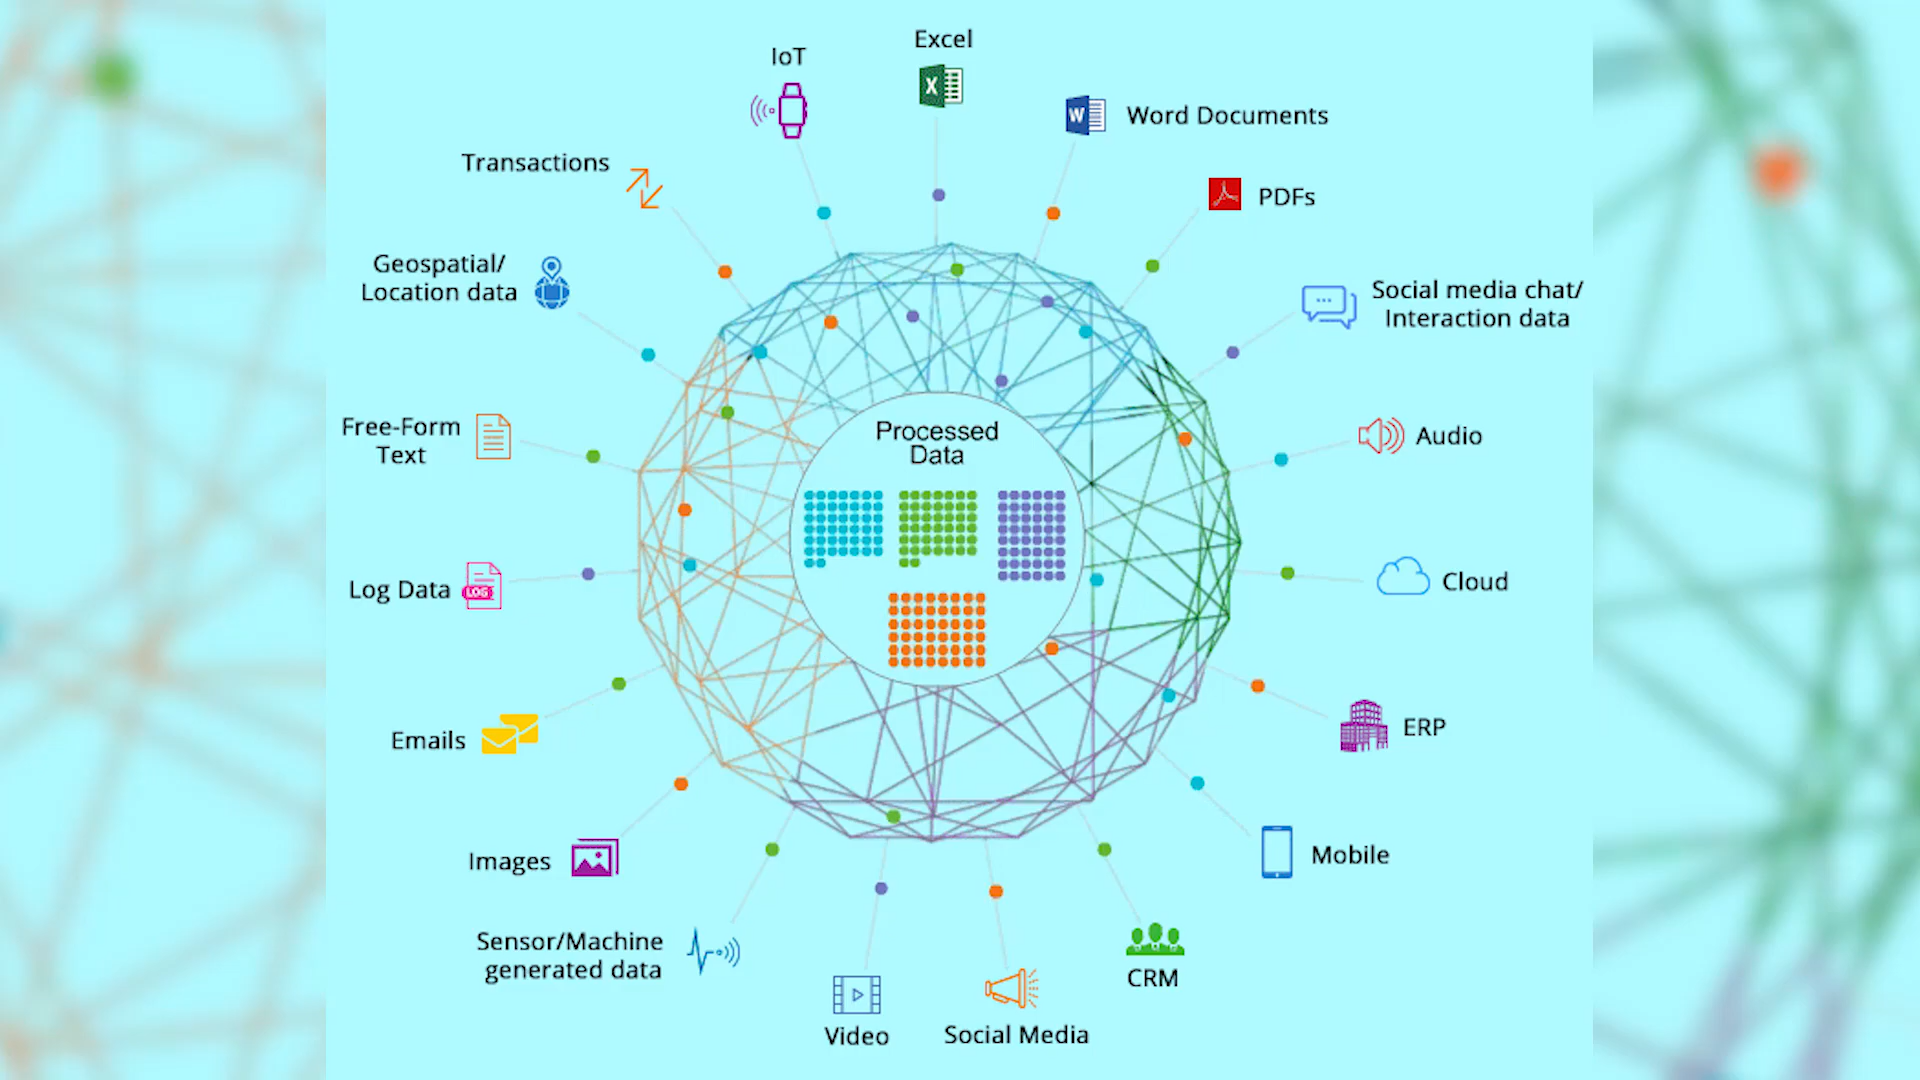 Excel
IoT
Word Documents
Transactions
PDFs
Geospatial/
Location data
Social media chat/
Interaction data
Free-Form
Text
Processed
Data
Audio
Log Data
LOG
Cloud
Emails
ERP
Images
Mobile
Sensor/Machine
generated data
CRM
Video
Social Media
X
W